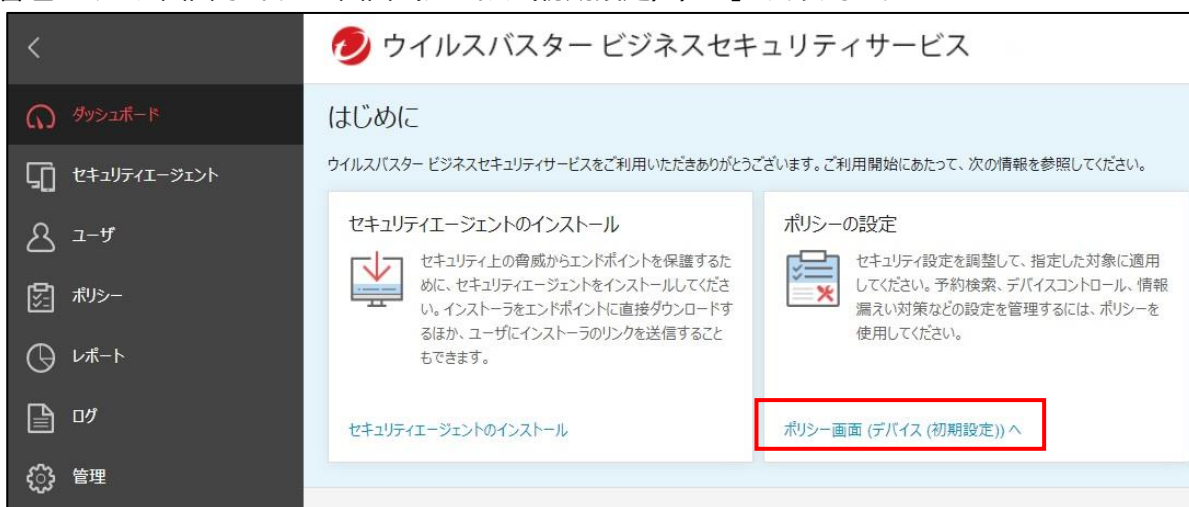 ウイルスバスター ビジネスセキュリティサービス
ダッシュボード
セキュリティエージェント
ユーザ
ポリシー
レポート
ログ
管理
はじめに
ウイルスバスター ビジネスセキュリティサービスをご利用いただきありがとうございます。ご利用開始にあたって、次の情報を参照してください。
セキュリティエージェントのインストール
セキュリティ上の脅威からエンドポイントを保護するた
めに、セキュリティエージェントをインストールしてくださ
い。インストーラをエンドポイントに直接ダウンロードす
るほか、ユーザにインストーラのリンクを送信すること
もできます。
セキュリティエージェントのインストール
ポリシーの設定
セキュリティ設定を調整して、指定した対象に適用
してください。予約検索、デバイスコントロール、情報
漏えい対策などの設定を管理するには、ポリシーを
使用してください。
ポリシー画面 (デバイス (初期設定)) へ